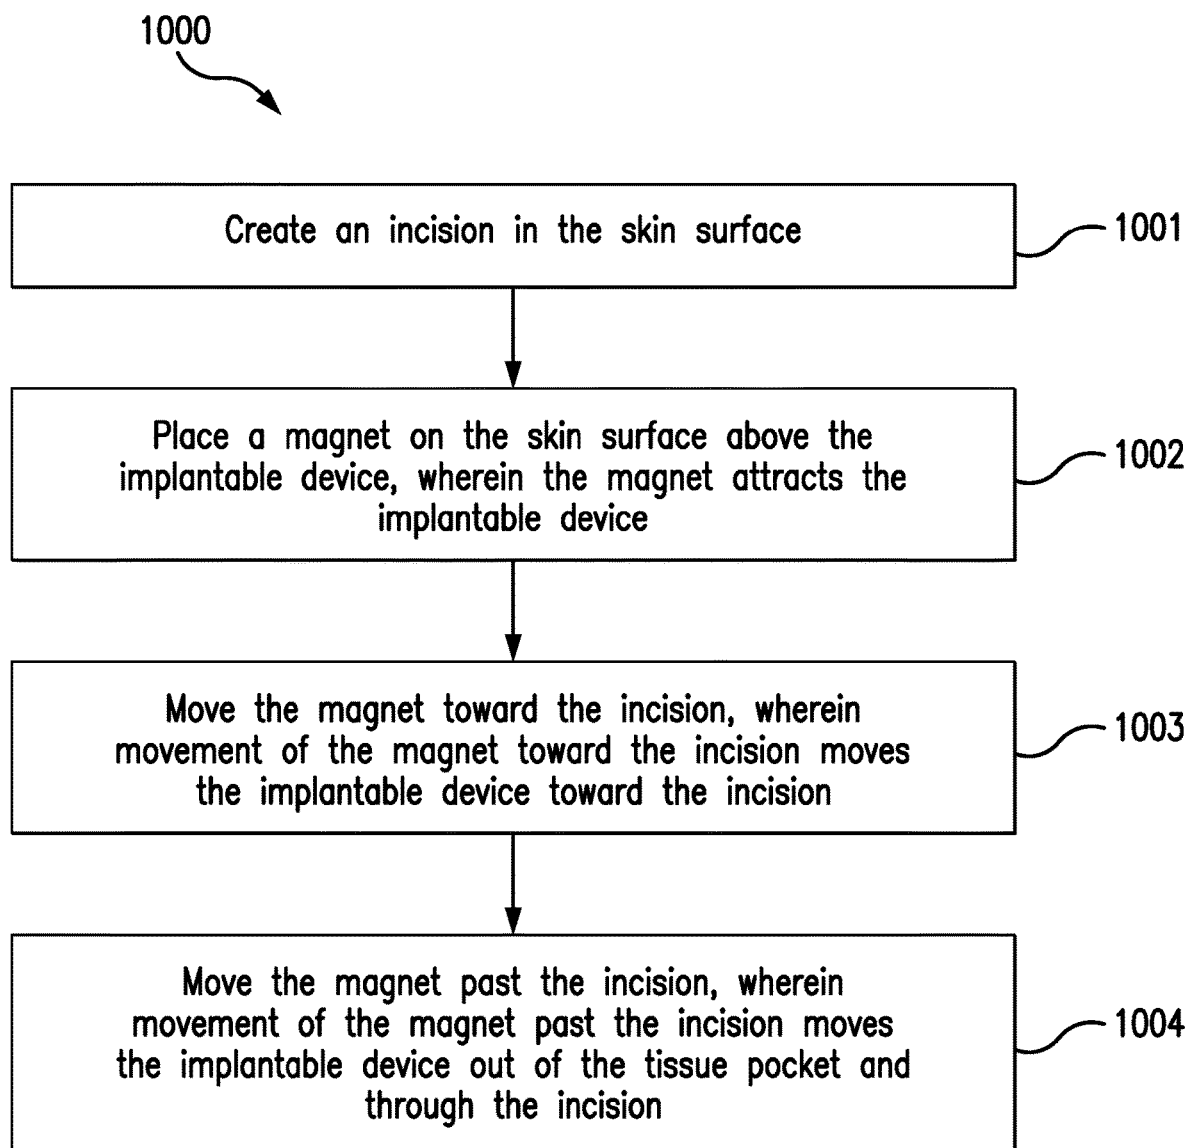 1000
Create an incision in the skin surface
1001
Place a magnet on the skin surface above the
implantable device, wherein the magnet attracts the
implantable device
1002
Move the magnet toward the incision, wherein
movement of the magnet toward the incision moves
the implantable device toward the incision
1003
Move the magnet past the incision, wherein
movement of the magnet past the incision moves
the implantable device out of the tissue pocket and
through the incision
1004